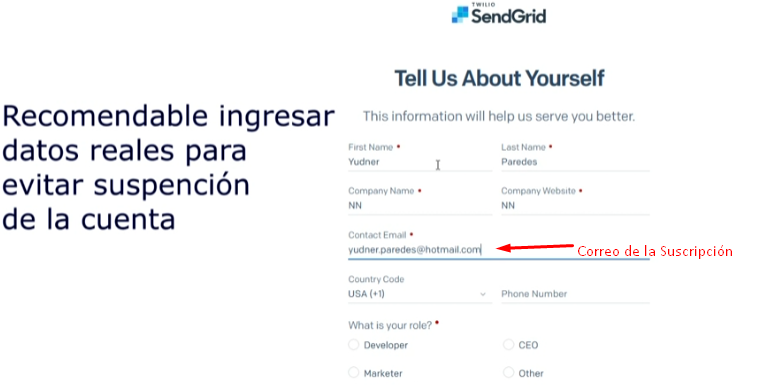 TWILIO
SendGrid
Tell Us About Yourself
This information will help us serve you better.
Recomendable ingresar
datos reales para
evitar suspención
de la cuenta
First Name • Last Name •
Yudner Paredes
Company Name • Company Website •
NN NN
Contact Email •
yudner.paredes@hotmail.com
Correo de la Suscripción
Country Code
USA (+1) Phone Number
What is your role? •
Developer CEO
Marketer Other